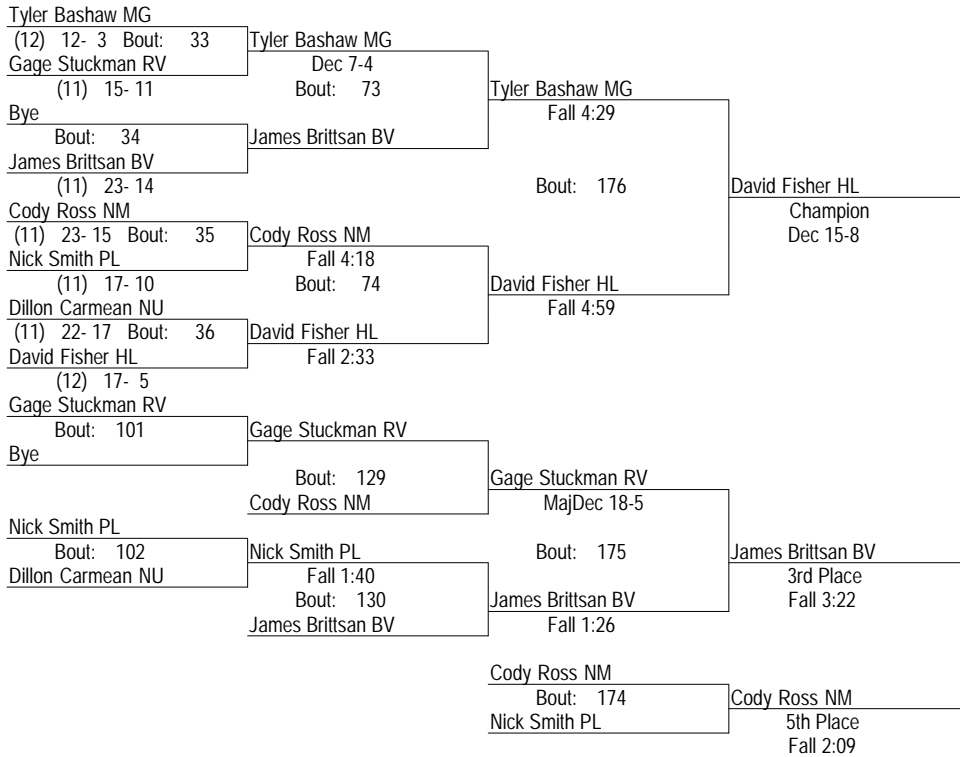 Tyler Bashaw MG
(12) 12- 3 Bout: 33 Tyler Bashaw MG
Gage Stuckman RV Dec 7-4
(11) 15- 11 Bout: 73 Tyler Bashaw MG
Bye Fall 4:29
Bout: 34 James Brittsan BV
James Brittsan BV
(11) 23- 14 Bout: 176 David Fisher HL
Cody Ross NM Champion
(11) 23- 15 Bout: 35 Cody Ross NM Dec 15-8
Nick Smith PL Fall 4:18
(11) 17- 10 Bout: 74 David Fisher HL
Dillon Carmean NU Fall 4:59
(11) 22- 17 Bout: 36 David Fisher HL
David Fisher HL Fall 2:33
(12) 17- 5
Gage Stuckman RV
Bout: 101 Gage Stuckman RV
Bye
Bout: 129 Gage Stuckman RV
Cody Ross NM MajDec 18-5
Nick Smith PL
Bout: 102 Nick Smith PL Bout: 175 James Brittsan BV
Dillon Carmean NU Fall 1:40 3rd Place
Bout: 130 James Brittsan BV Fall 3:22
James Brittsan BV Fall 1:26
Cody Ross NM
Bout: 174 Cody Ross NM
Nick Smith PL 5th Place
Fall 2:09